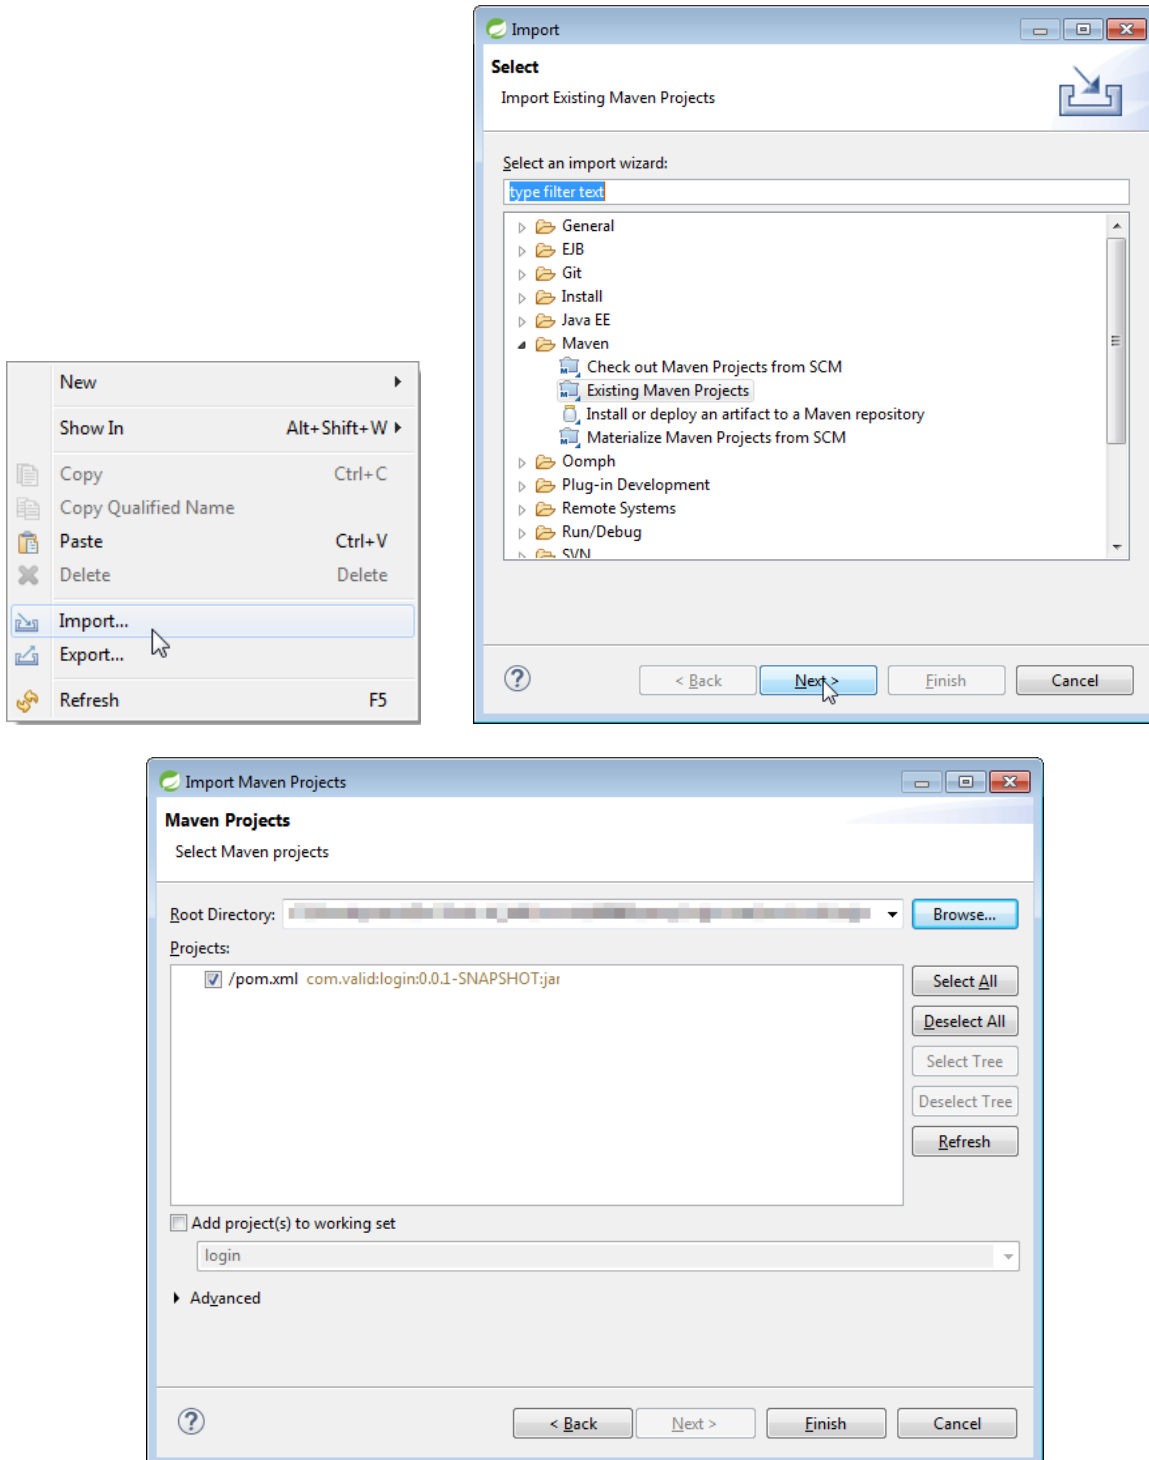 New
Show In Alt+Shift+W
Copy Ctrl+C
Copy Qualified Name
Paste Ctrl+V
Delete Delete
Import...
Export...
Refresh F5
Import
Select
Import Existing Maven Projects
Select an import wizard:
type filter text
General
EJB
Git
Install
Java EE
Maven
Check out Maven Projects from SCM
Existing Maven Projects
Install or deploy an artifact to a Maven repository
Materialize Maven Projects from SCM
Oomph
Plug-in Development
Remote Systems
Run/Debug
SVN
< Back Next > Finish Cancel
Import Maven Projects
Maven Projects
Select Maven projects
Root Directory: Browse...
Projects:
/pom.xml com.valid:login:0.0.1-SNAPSHOT:jar
Select All
Deselect All
Select Tree
Deselect Tree
Refresh
Add project(s) to working set
login
Advanced
< Back Next > Finish Cancel